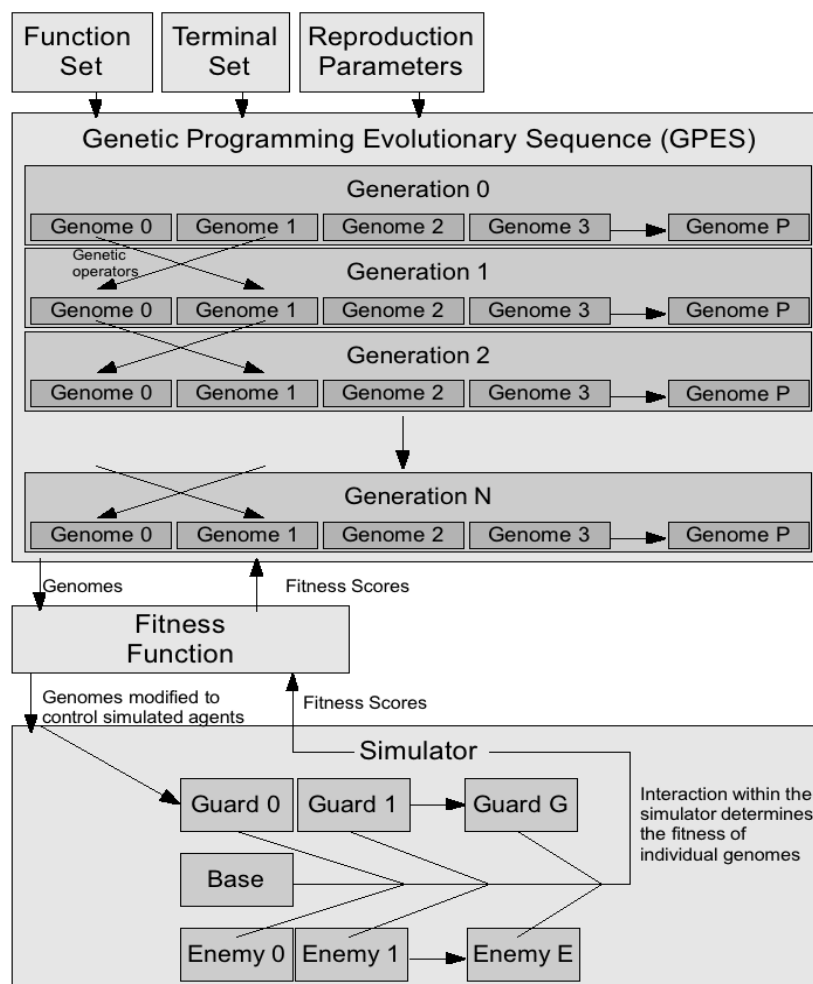 Function
Set
Terminal
Set
Reproduction
Parameters
Genetic Programming Evolutionary Sequence (GPES)
Generation 0
Genome 0 Genome 1 Genome 2 Genome 3 Genome P
Genetic
operators
Generation 1
Genome 0 Genome 1 Genome 2 Genome 3 Genome P
Generation 2
Genome 0 Genome 1 Genome 2 Genome 3 Genome P
Generation N
Genome 0 Genome 1 Genome 2 Genome 3 Genome P
Genomes
Fitness Scores
Fitness
Function
Genomes modified to
control simulated agents
Fitness Scores
Simulator
Guard 0 Guard 1 Guard G
Interaction within the
simulator determines
the fitness of
individual genomes
Base
Enemy 0 Enemy 1 Enemy E